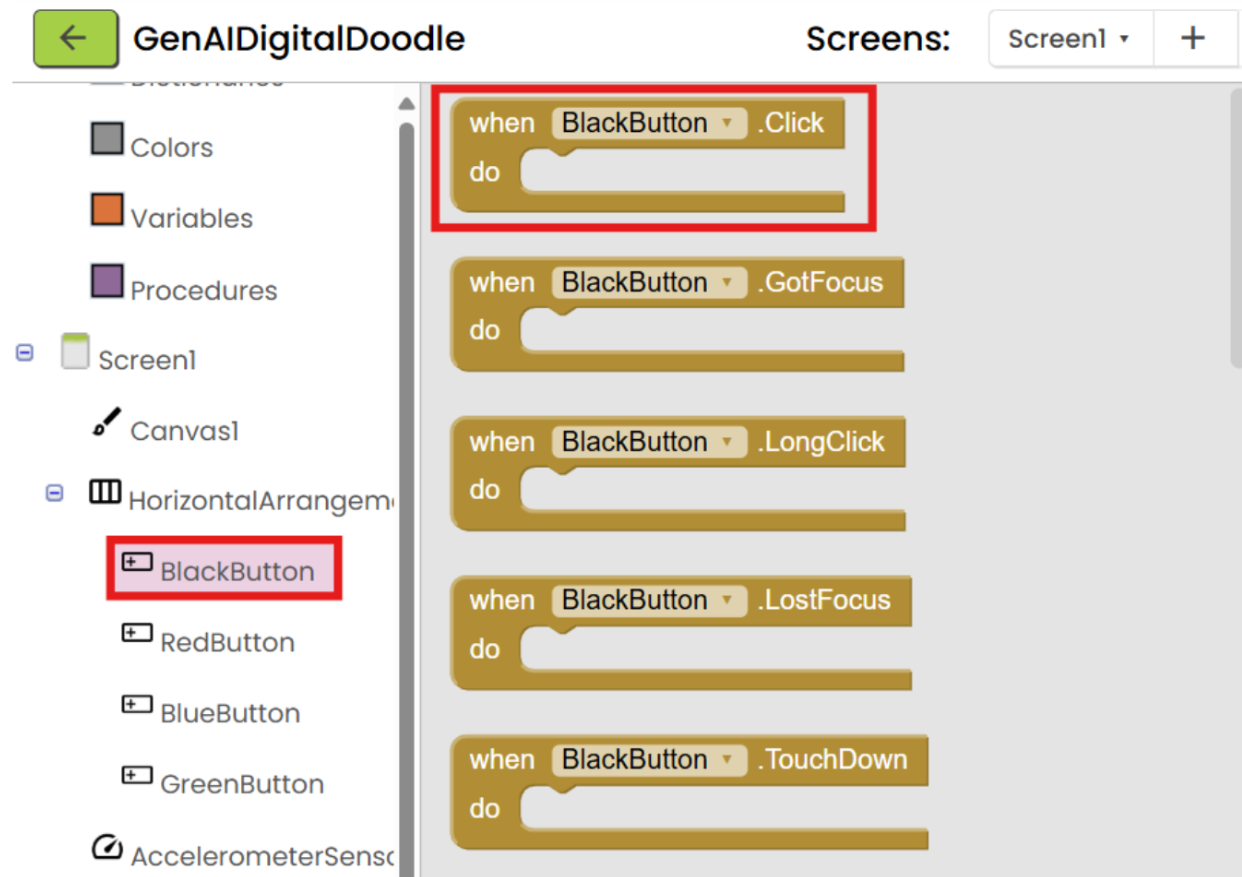 GenAIDigitalDoodle
Screens:
Screen1
+
Colors
Variables
Procedures
Screen1
Canvas1
HorizontalArrangem
BlackButton
RedButton
BlueButton
GreenButton
AccelerometerSens
when BlackButton .Click
do
when BlackButton .GotFocus
do
when BlackButton .LongClick
do
when BlackButton .LostFocus
do
when BlackButton .TouchDown
do